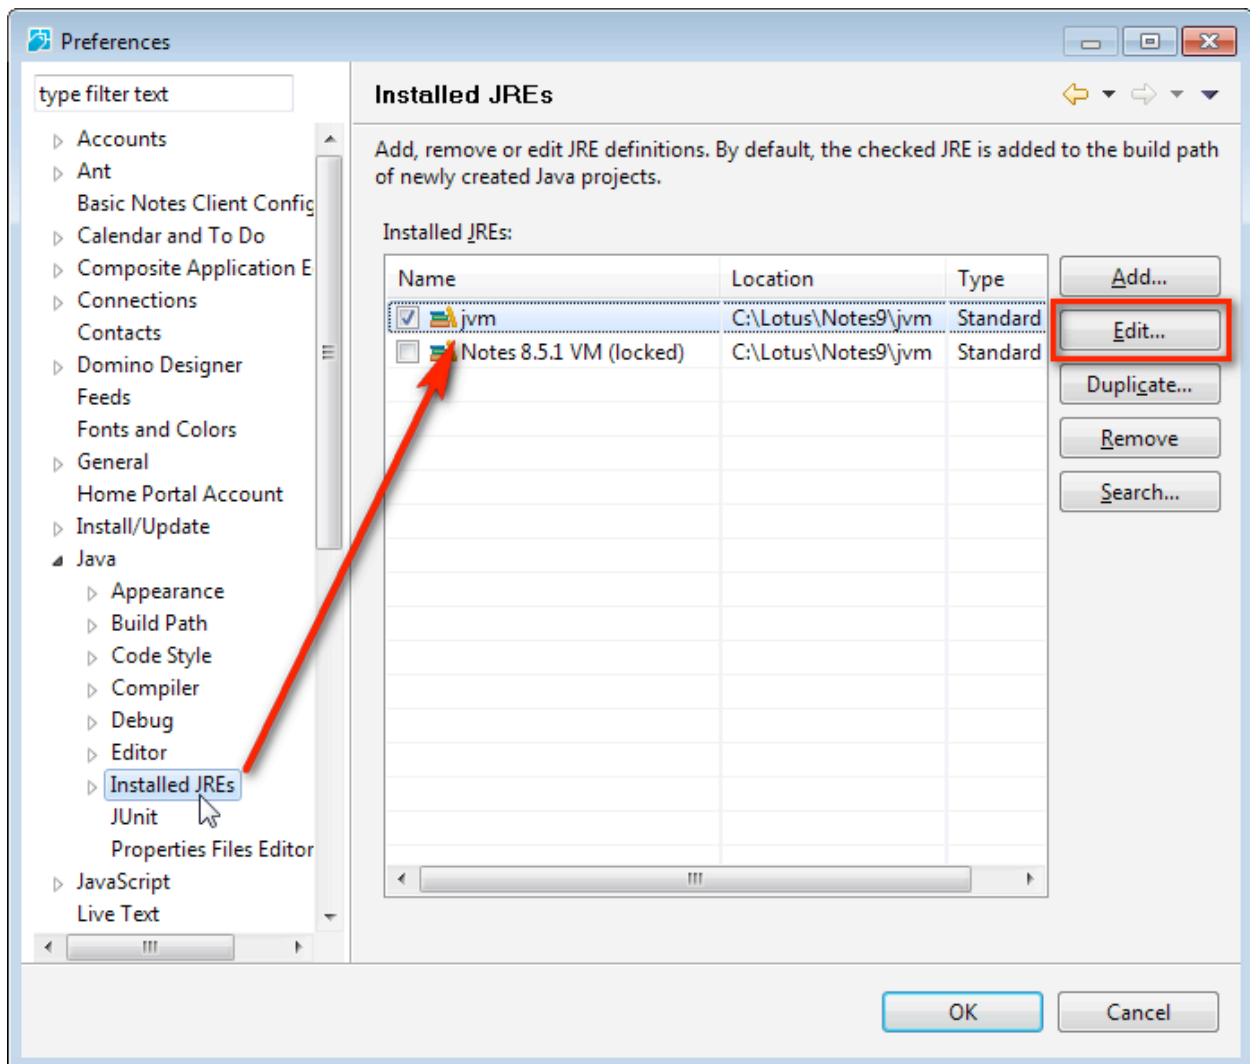 Preferences
type filter text
Accounts
Ant
Basic Notes Client Config
Calendar and To Do
Composite Application E
Connections
Contacts
Domino Designer
Feeds
Fonts and Colors
General
Home Portal Account
Install/Update
Java
Appearance
Build Path
Code Style
Compiler
Debug
Editor
Installed JREs
JUnit
Properties Files Editor
JavaScript
Live Text
Installed JREs
Add, remove or edit JRE definitions. By default, the checked JRE is added to the build path
of newly created Java projects.
Installed JREs:
Name Location Type
jvm C:\Lotus\Notes9\jvm Standard
Notes 8.5.1 VM (locked) C:\Lotus\Notes9\jvm Standard
Add...
Edit...
Duplicate...
Remove
Search...
OK Cancel